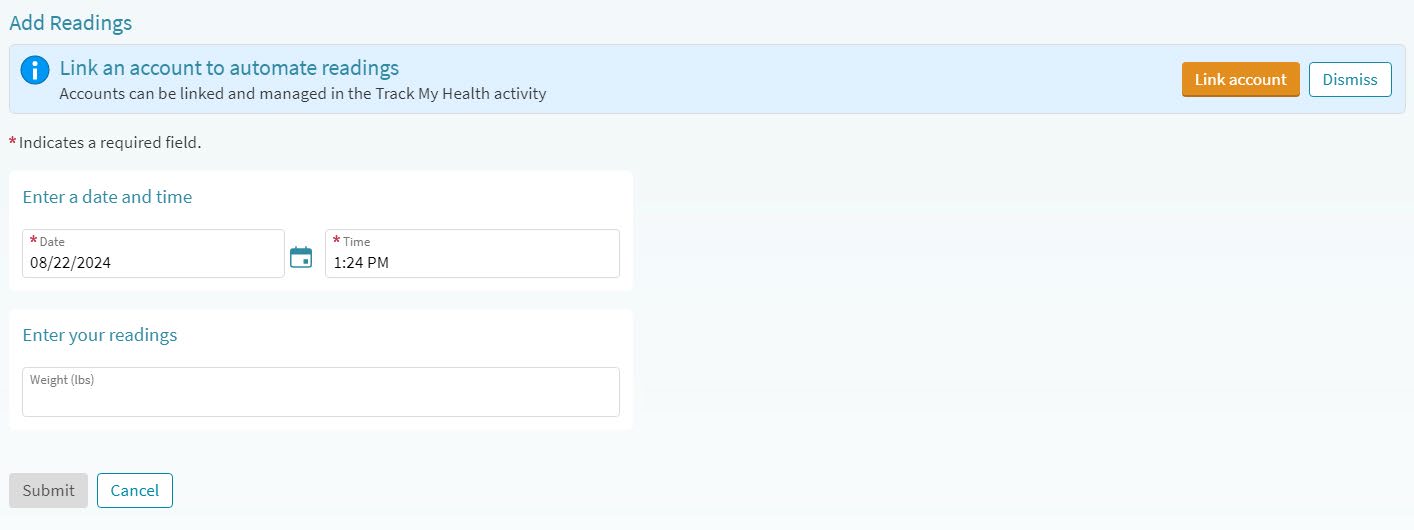 Add Readings
Link an account to automate readings
Accounts can be linked and managed in the Track My Health activity
Link account
Dismiss
*Indicates a required field.
Enter a date and time
*Date
08/22/2024
*Time
1:24 PM
Enter your readings
Weight (lbs)
Submit
Cancel